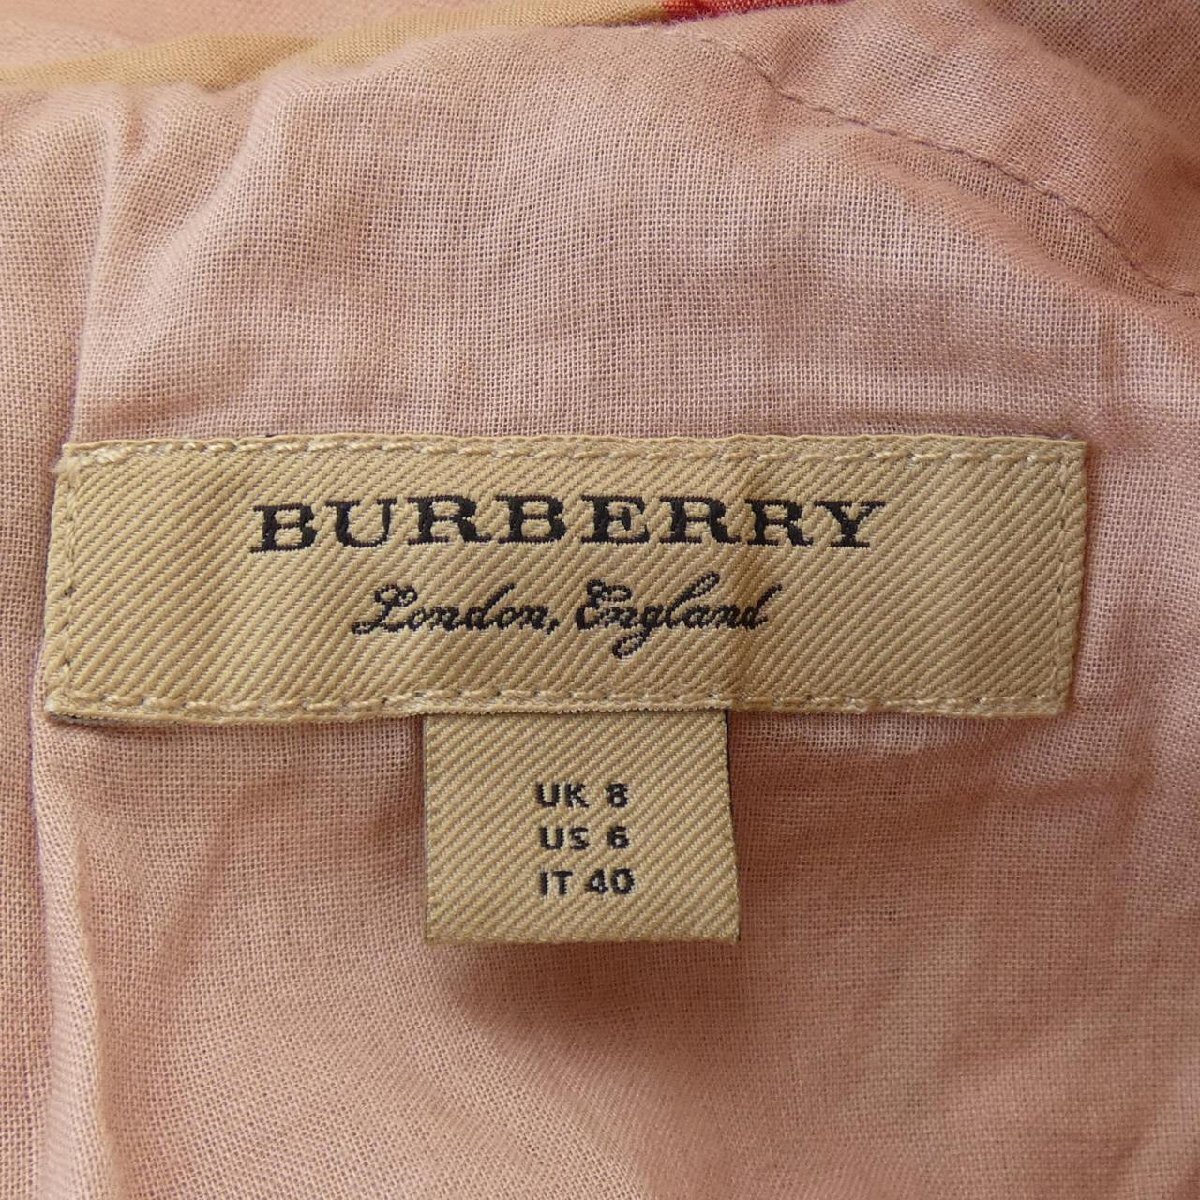 BURBERRY
London, England
UK 8
US 6
IT 40